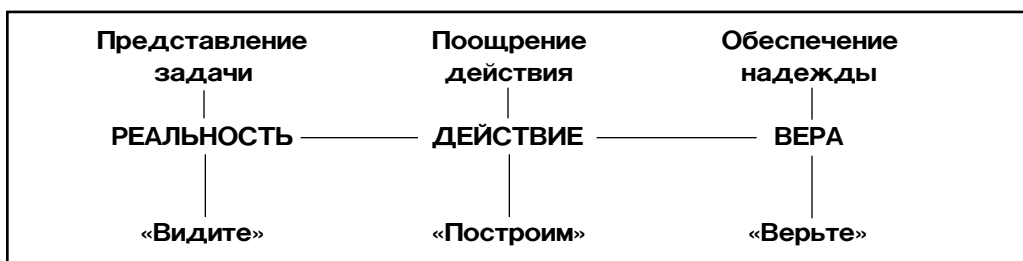 Представление
задачи
Поощрение
действия
Обеспечение
надежды
РЕАЛЬНОСТЬ
ДЕЙСТВИЕ
ВЕРА
«Видите»
«Построим»
«Верьте»